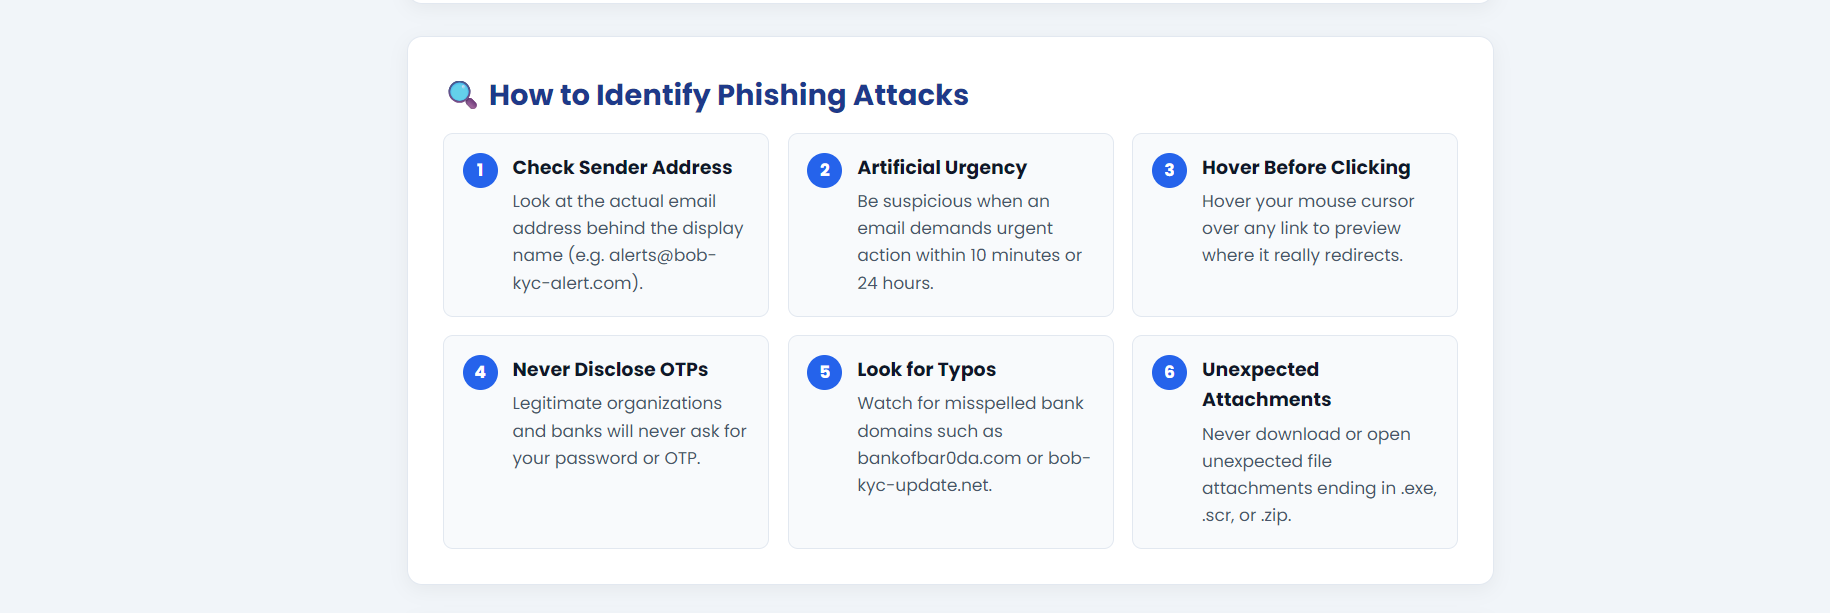 How to Identify Phishing Attacks
1
Check Sender Address
Look at the actual email
address behind the display
name (e.g. alerts@bob-
kyc-alert.com).
2
Artificial Urgency
Be suspicious when an
email demands urgent
action within 10 minutes or
24 hours.
3
Hover Before Clicking
Hover your mouse cursor
over any link to preview
where it really redirects.
4
Never Disclose OTPs
Legitimate organizations
and banks will never ask for
your password or OTP.
5
Look for Typos
Watch for misspelled bank
domains such as
bankofbar0da.com or bob-
kyc-update.net.
6
Unexpected
Attachments
Never download or open
unexpected file
attachments ending in .exe,
.scr, or .zip.